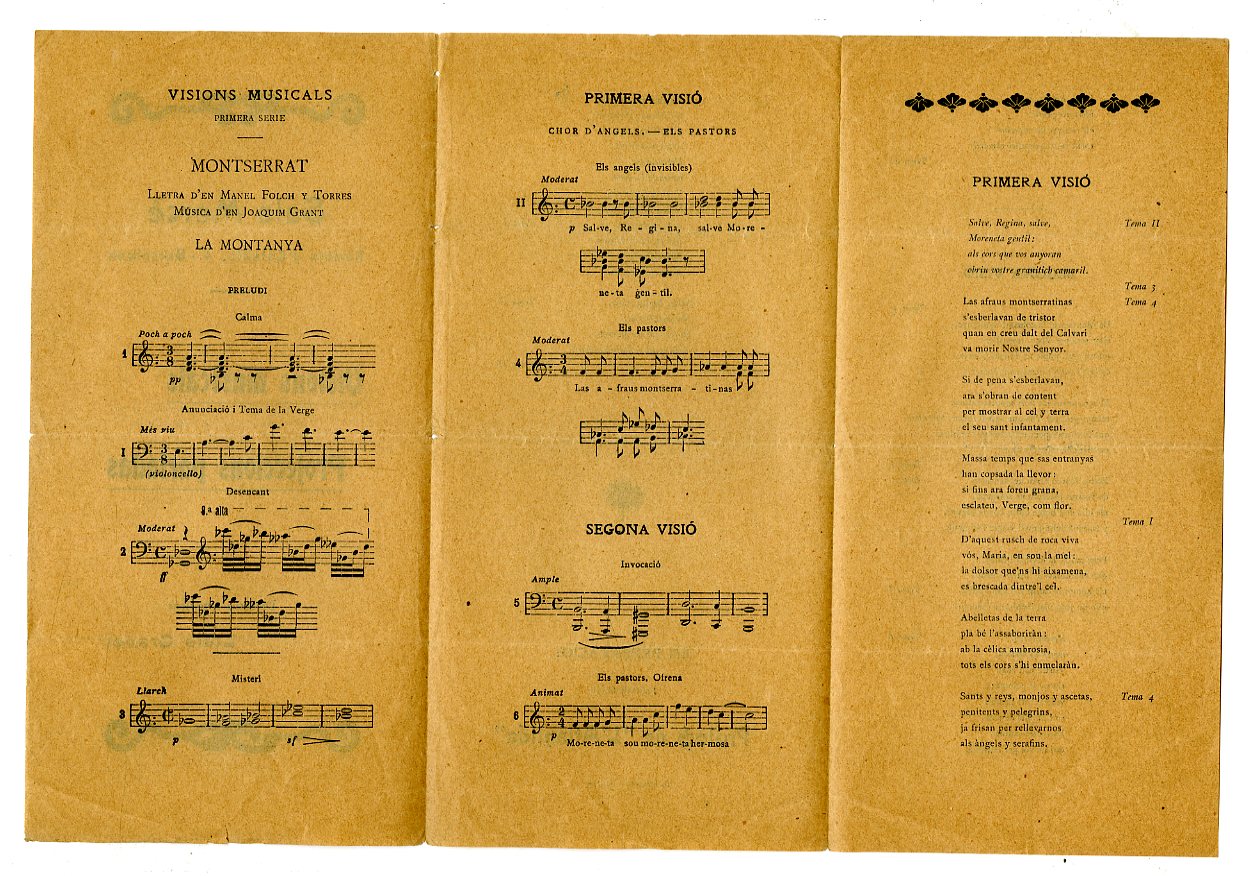 VISIONS MUSICALS
PRIMERA SERIE
MONTSERRAT
LLETRA D'EN MANEL FOLCH Y TORRES
MÚSICA D'EN JOAQUIM GRANT
LA MONTANYA
PRELUDI
Calma
Poch a poch
1
pp
Anunciació i Tema de la Verge
Més viu
I
(violoncello)
Desencant
8.ª alta
Moderat
2
ff
Misteri
Llarch
3
p sf
PRIMERA VISIÓ
CHOR D'ANGELS. — ELS PASTORS
Els angels (invisibles)
Moderat
II
p Sal-ve, Re - gi - na, sal-ve Mo-re -
ne-ta gen-til.
Els pastors
Moderat
4
Las a - fraus montserra - ti-nas
SEGONA VISIÓ
Invocació
Ample
5
Els pastors, Ofrena
Animat
6
p
Mo-re-ne-ta sou mo-re-ne-ta her-mosa
PRIMERA VISIÓ
Salve, Regina, salve, Tema II
Moreneta gentil:
als cors que vos anyoran
obriu vostre granítich camaril.
Tema 3
Las afraus montserratinas Tema 4
s'esberlavan de tristor
quan en creu dalt del Calvari
va morir Nostre Senyor.
Si de pena s'esberlavan,
ara s'obran de content
per mostrar al cel y terra
el seu sant infantament.
Massa temps que sas entranyas
han copsada la llevor:
si fins ara foreu grana,
esclateu, Verge, com flor.
Tema I
D'aquest rusch de roca viva
vós, Maria, en sou la mel:
la dolsor que'ns hi aixamena,
es brescada dintre'l cel.
Abelletas de la terra
pla bé l'assaboriràn:
ab la cèlica ambrosia,
tots els cors s'hi enmelaràn.
Sants y reys, monjos y ascetas, Tema 4
penitents y pelegrins,
ja frisan per rellevarnos
als àngels y serafins.